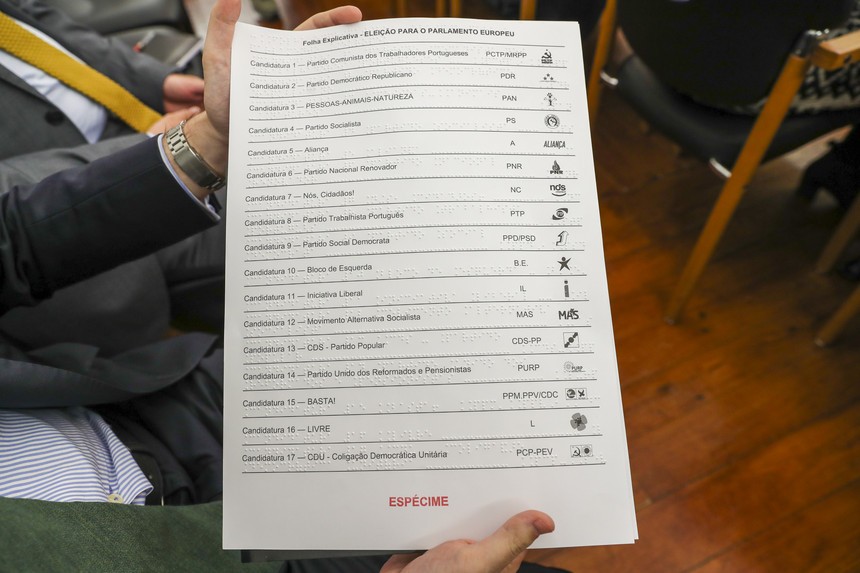 Folha Explicativa - ELEIÇÃO PARA O PARLAMENTO EUROPEU
Candidatura 1 — Partido Comunista dos Trabalhadores Portugueses PCTP/MRPP
Candidatura 2 — Partido Democrático Republicano PDR
Candidatura 3 — PESSOAS-ANIMAIS-NATUREZA PAN
Candidatura 4 — Partido Socialista PS
Candidatura 5 — Aliança A ALIANÇA
Candidatura 6 — Partido Nacional Renovador PNR PNR
Candidatura 7 — Nós, Cidadãos! NC nós
Candidatura 8 — Partido Trabalhista Português PTP
Candidatura 9 — Partido Social Democrata PPD/PSD
Candidatura 10 — Bloco de Esquerda B.E.
Candidatura 11 — Iniciativa Liberal IL
Candidatura 12 — Movimento Alternativa Socialista MAS MAS
Candidatura 13 — CDS - Partido Popular CDS-PP
Candidatura 14 — Partido Unido dos Reformados e Pensionistas PURP PURP
Candidatura 15 — BASTA! PPM.PPV/CDC
Candidatura 16 — LIVRE L
Candidatura 17 — CDU - Coligação Democrática Unitária PCP-PEV
ESPÉCIME